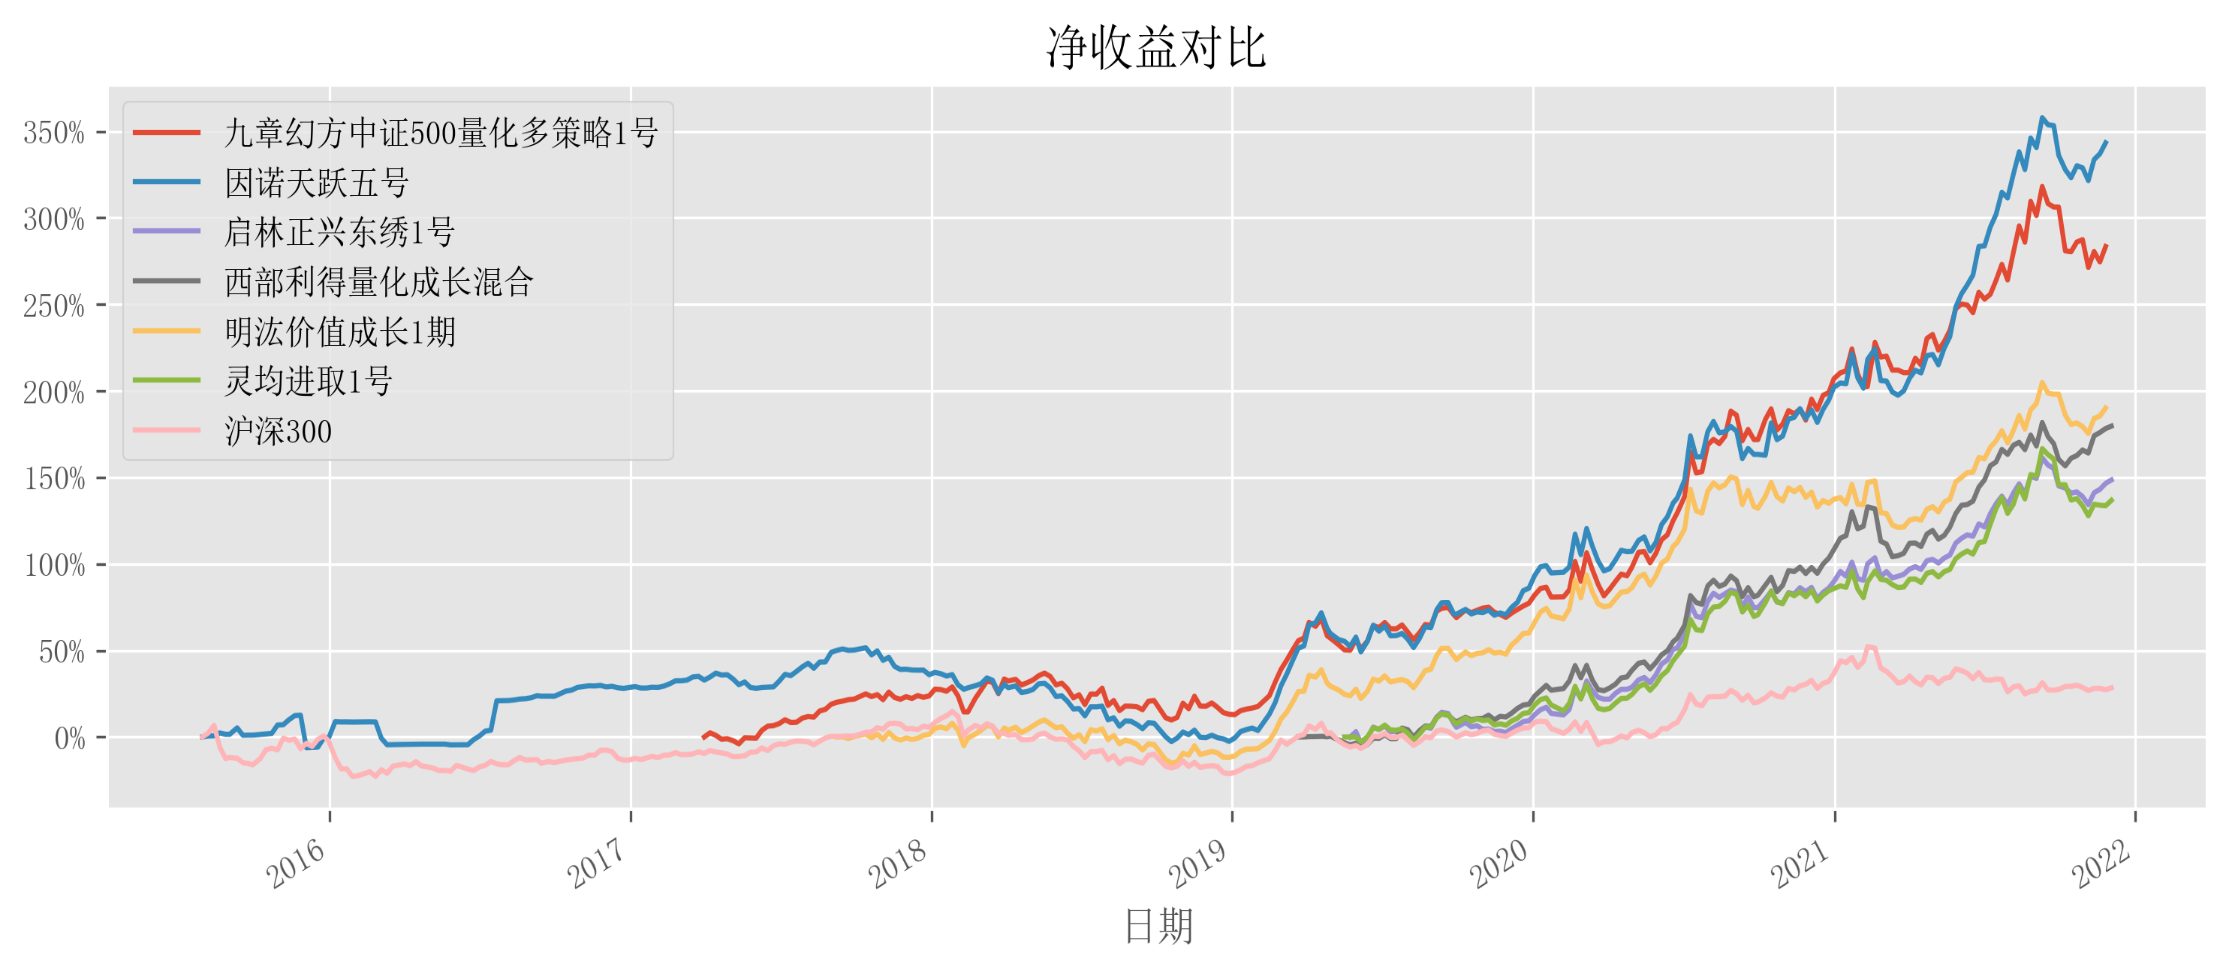 净收益对比
350%
300%
250%
200%
150%
100%
50%
0%
九章幻方中证500量化多策略1号
因诺天跃五号
启林正兴东绣1号
西部利得量化成长混合
明汯价值成长1期
灵均进取1号
沪深300
2016
2017
2018
2019
2020
2021
2022
日期